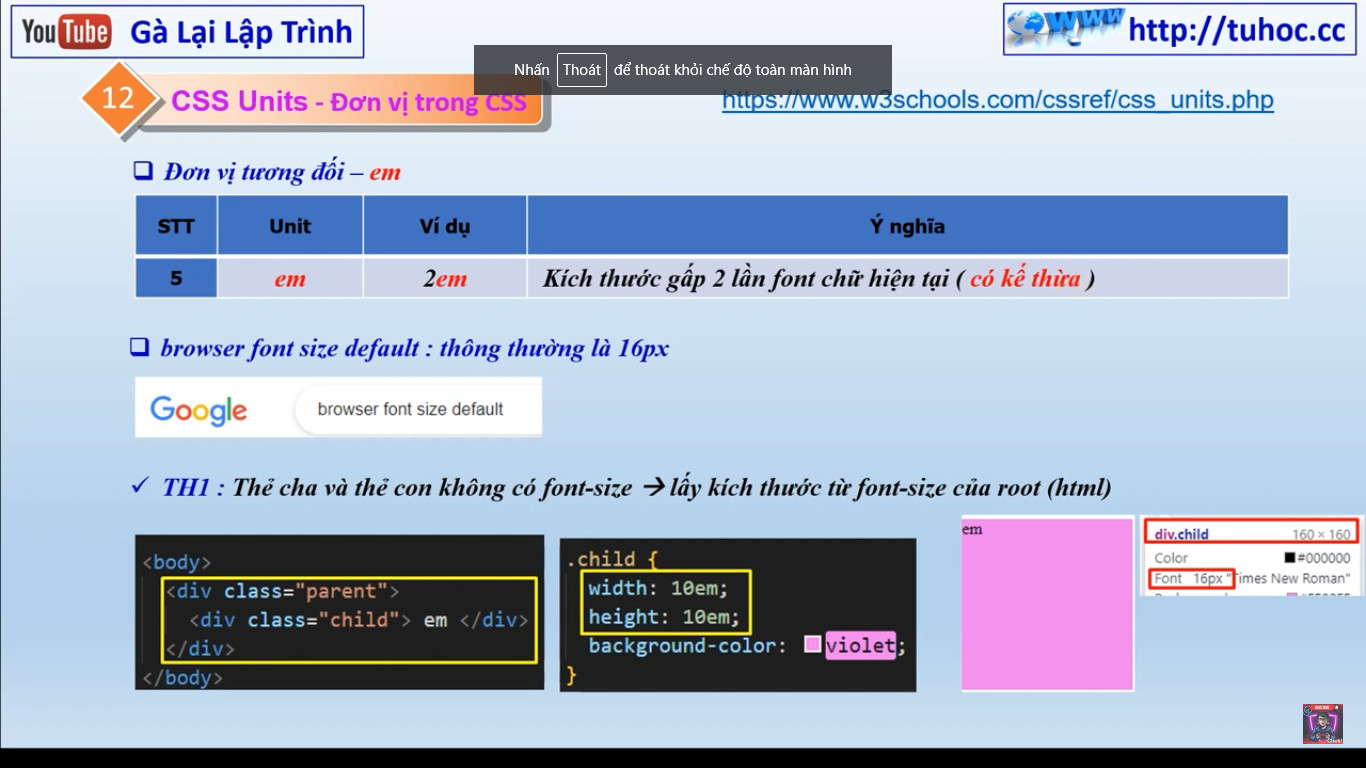 YouTube Gà Lại Lập Trình
www http://tuhoc.cc
Nhấn Thoát để thoát khỏi chế độ toàn màn hình
12 CSS Units - Đơn vị trong CSS
https://www.w3schools.com/cssref/css_units.php
❑ Đơn vị tương đối – em
STT Unit Ví dụ Ý nghĩa
5 em 2em Kích thước gấp 2 lần font chữ hiện tại ( có kế thừa )
❑ browser font size default : thông thường là 16px
Google browser font size default
✓ TH1 : Thẻ cha và thẻ con không có font-size → lấy kích thước từ font-size của root (html)
<body>
<div class="parent">
<div class="child"> em </div>
</div>
</body>
.child {
width: 10em;
height: 10em;
background-color: violet;
}
em
div.child 160 × 160
Color #000000
Font 16px "Times New Roman"